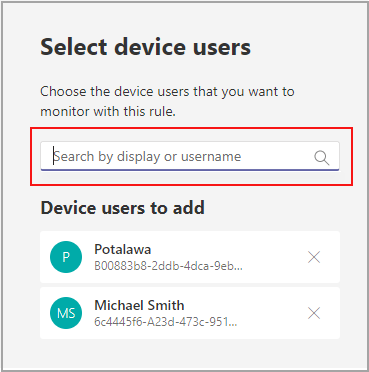 Select device users
Choose the device users that you want to
monitor with this rule.
Search by display or username
Device users to add
P
Potalawa
B00883b8-2ddb-4dca-9eb...
MS
Michael Smith
6c4445f6-A23d-473c-951...